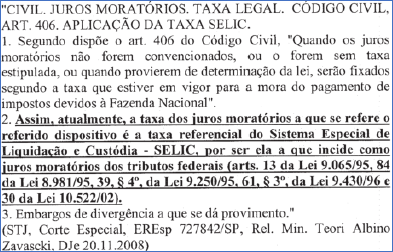 "CIVIL. JUROS MORATÓRIOS. TAXA LEGAL. CÓDIGO CIVIL,
ART. 406. APLICAÇÃO DA TAXA SELIC.
1. Segundo dispõe o art. 406 do Código Civil, "Quando os juros
moratórios não forem convencionados, ou o forem sem taxa
estipulada, ou quando provierem de determinação da lei, serão fixados
segundo a taxa que estiver em vigor para a mora do pagamento de
impostos devidos à Fazenda Nacional".
2. Assim, atualmente, a taxa dos juros moratórios a que se refere o
referido dispositivo é a taxa referencial do Sistema Especial de
Liquidação e Custódia - SELIC, por ser ela a que incide como
juros moratórios dos tributos federais (arts. 13 da Lei 9.065/95, 84
da Lei 8.981/95, 39, § 4º, da Lei 9.250/95, 61, § 3º, da Lei 9.430/96 e
30 da Lei 10.522/02).
3. Embargos de divergência a que se dá provimento."
(STJ, Corte Especial, EREsp 727842/SP, Rel. Min. Teori Albino
Zavascki, DJe 20.11.2008)